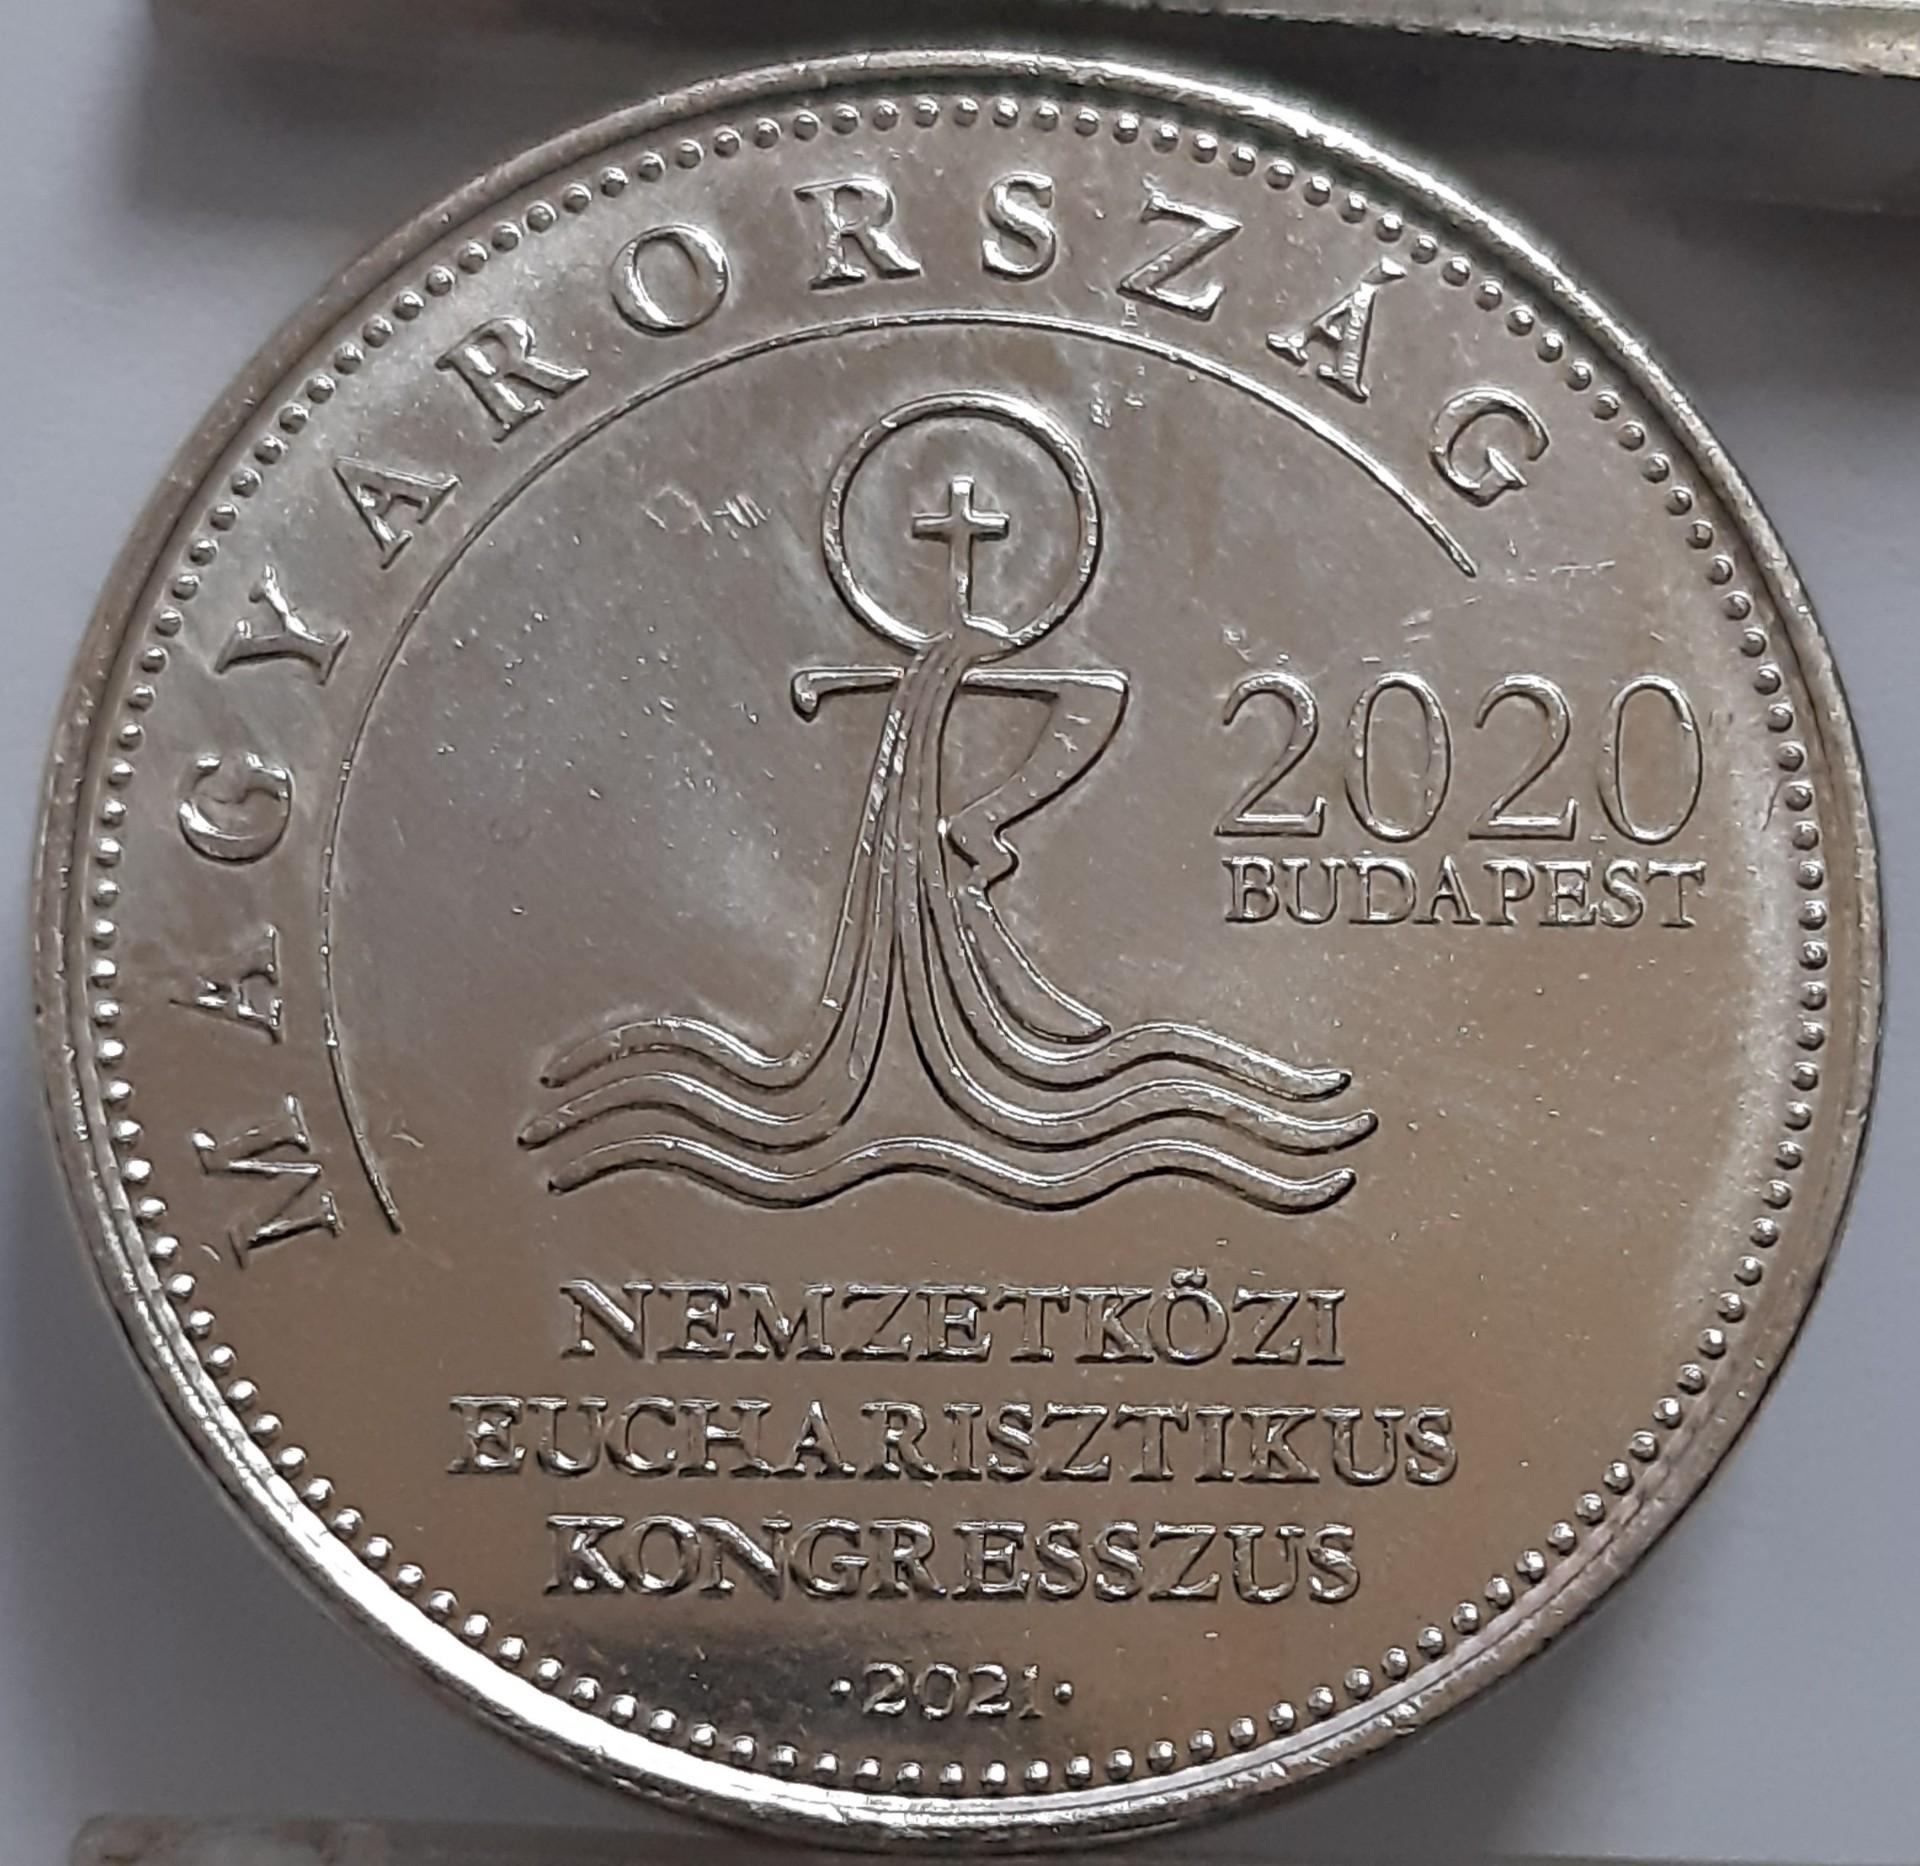 MAGYARORSZÁG
2020
BUDAPEST
NEMZETKÖZI
EUCHARISZTIKUS
KONGRESSZUS
·2021·